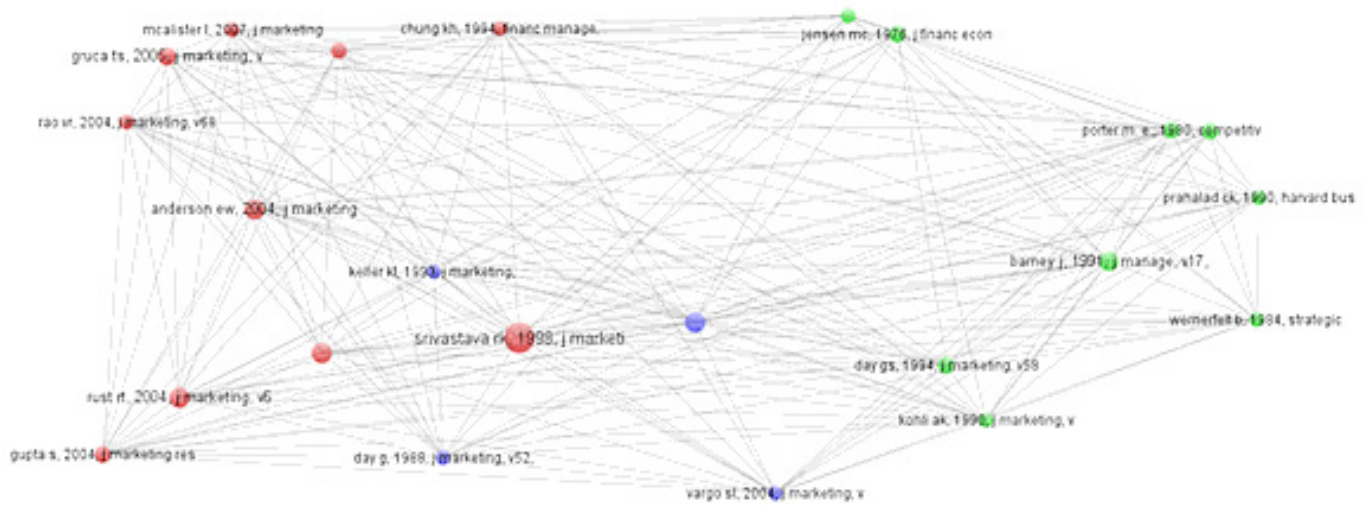 mcalister l, 2007, j marketing
chung kh, 1994, financ manage,
jensen mc, 1976, j financ econ
gruca ts, 2005, j marketing, v
rao vr, 2004, j marketing, v68
porter m. e., 1980, competitiv
prahalad ck, 1990, harvard bus
anderson ew, 2004, j marketing
barney j, 1991, j manage, v17,
keller kl, 1993, j marketing,
wernerfelt b, 1984, strategic
srivastava rk, 1998, j marketi
day gs, 1994, j marketing, v58
rust rt, 2004, j marketing, v6
kohli ak, 1990, j marketing, v
gupta s, 2004, j marketing res
day g, 1988, j marketing, v52,
vargo sl, 2004, j marketing, v